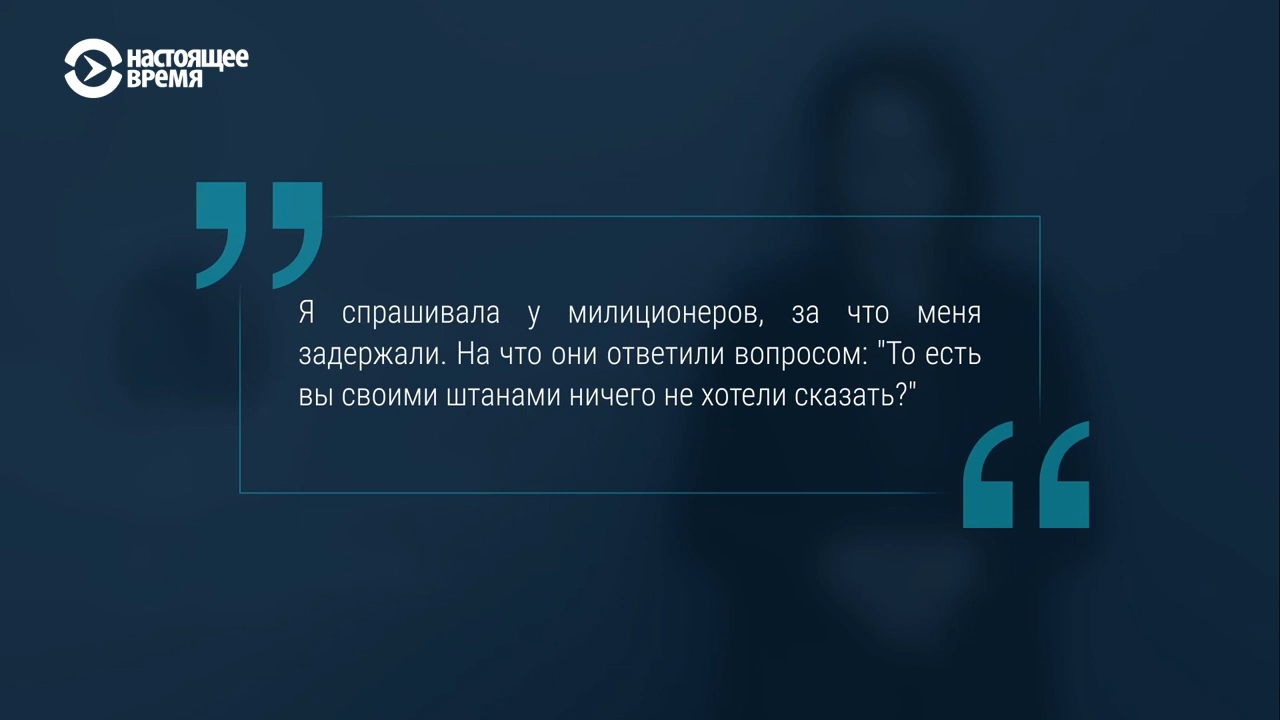 настоящее
время
Я спрашивала у милиционеров, за что меня
задержали. На что они ответили вопросом: "То есть
вы своими штанами ничего не хотели сказать?"